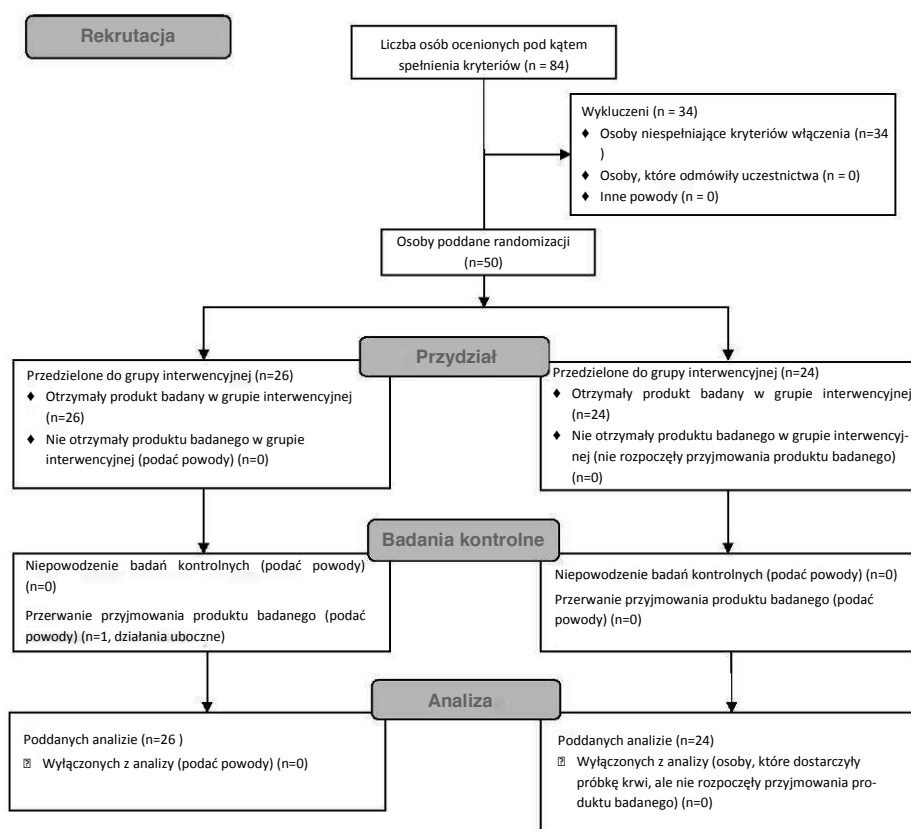 Rekrutacja
Liczba osób ocenionych pod kątem
spełnienia kryteriów (n = 84)
Wykluczeni (n = 34)
♦ Osoby niespełniające kryteriów włączenia (n=34
)
♦ Osoby, które odmówiły uczestnictwa (n = 0)
♦ Inne powody (n = 0)
Osoby poddane randomizacji
(n=50)
Przydział
Przedzielone do grupy interwencyjnej (n=26)
♦ Otrzymały produkt badany w grupie interwencyjnej
(n=26)
♦ Nie otrzymały produktu badanego w grupie
interwencyjnej (podać powody) (n=0)
Przedzielone do grupy interwencyjnej (n=24)
♦ Otrzymały produkt badany w grupie interwencyjnej
(n=24)
♦ Nie otrzymały produktu badanego w grupie interwencyj-
nej (nie rozpoczęły przyjmowania produktu badanego)
(n=0)
Badania kontrolne
Niepowodzenie badań kontrolnych (podać powody)
(n=0)
Przerwanie przyjmowania produktu badanego (podać
powody) (n=1, działania uboczne)
Niepowodzenie badań kontrolnych (podać powody) (n=0)
Przerwanie przyjmowania produktu badanego (podać
powody) (n=0)
Analiza
Poddanych analizie (n=26 )
Wyłączonych z analizy (podać powody) (n=0)
Poddanych analizie (n=24)
Wyłączonych z analizy (osoby, które dostarczyły
próbkę krwi, ale nie rozpoczęły przyjmowania pro-
duktu badanego) (n=0)